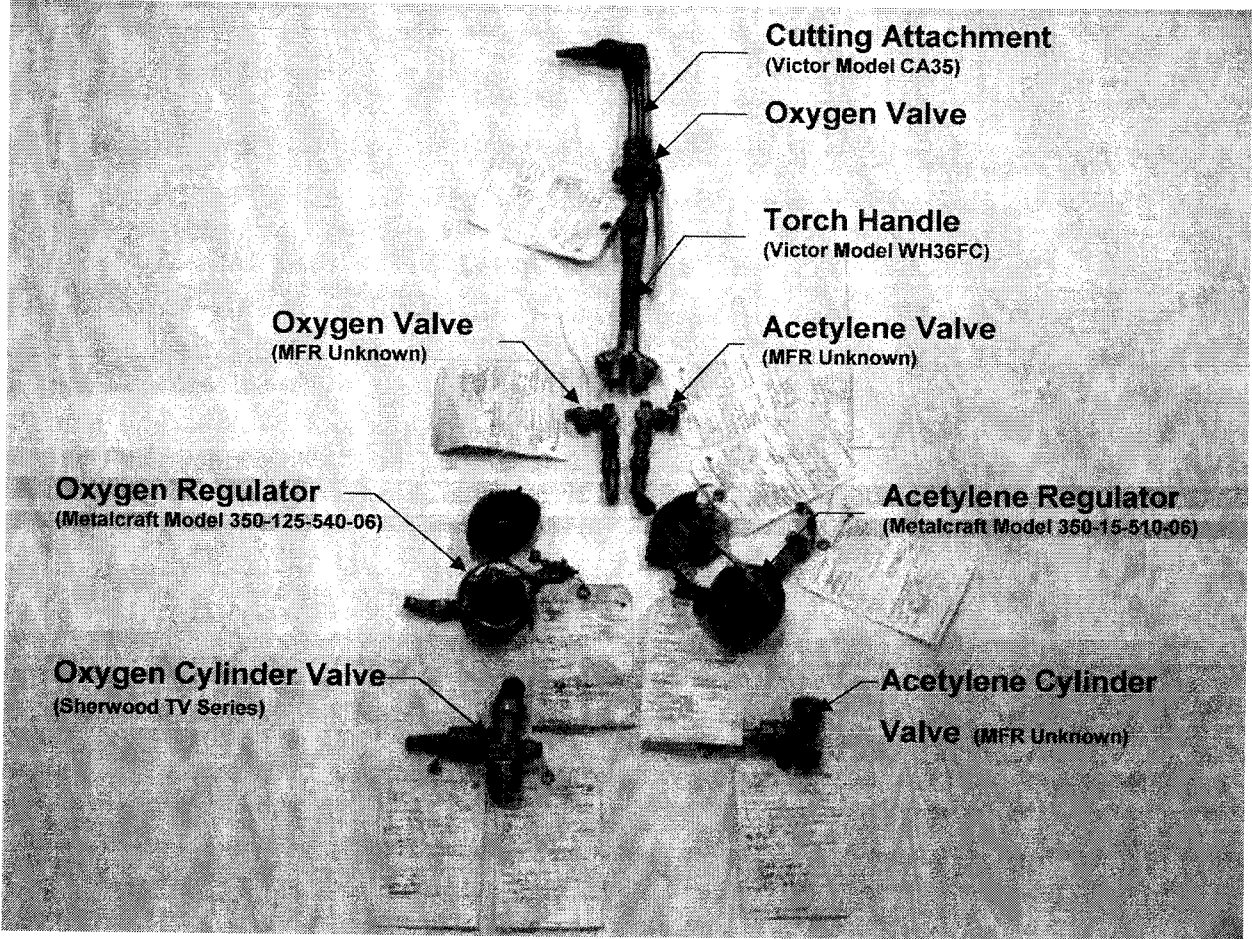 Cutting Attachment
(Victor Model CA35)
Oxygen Valve
Torch Handle
(Victor Model WH36FC)
Oxygen Valve
(MFR Unknown)
Acetylene Valve
(MFR Unknown)
Oxygen Regulator
(Metalcraft Model 350-125-540-06)
Acetylene Regulator
(Metalcraft Model 350-15-510-06)
Oxygen Cylinder Valve
(Sherwood TV Series)
Acetylene Cylinder
Valve (MFR Unknown)